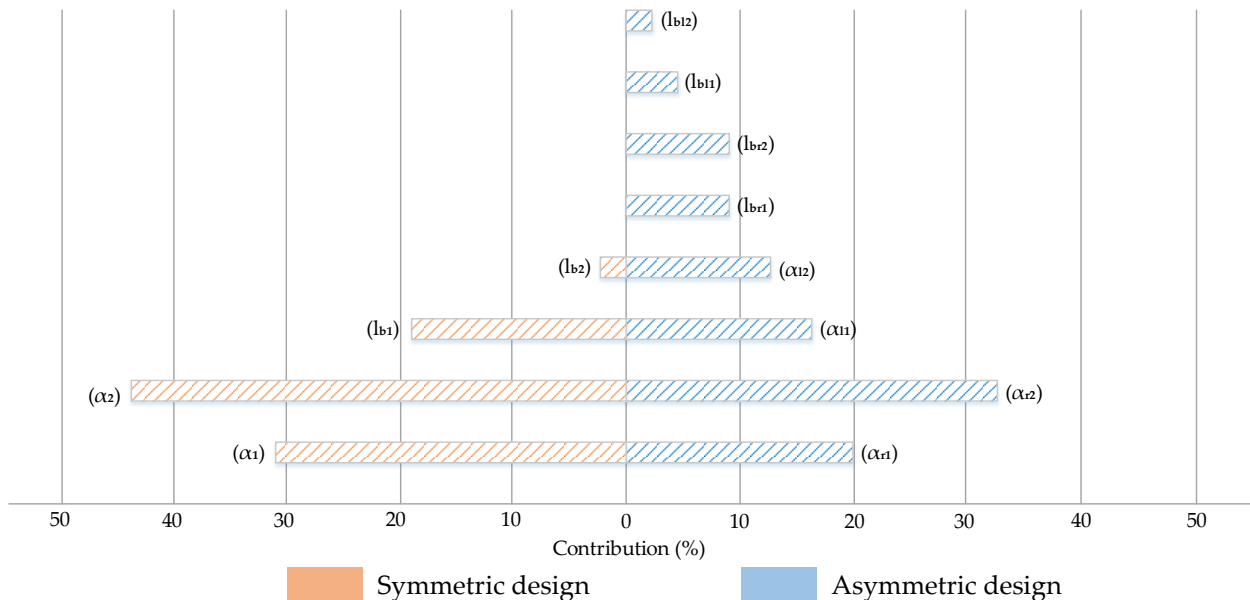 (lbl2)
(lbl1)
(lbr2)
(lbr1)
(lb2) (αl2)
(lb1) (αl1)
(α2) (αr2)
(α1) (αr1)
50 40 30 20 10 0 10 20 30 40 50
Contribution (%)
Symmetric design Asymmetric design